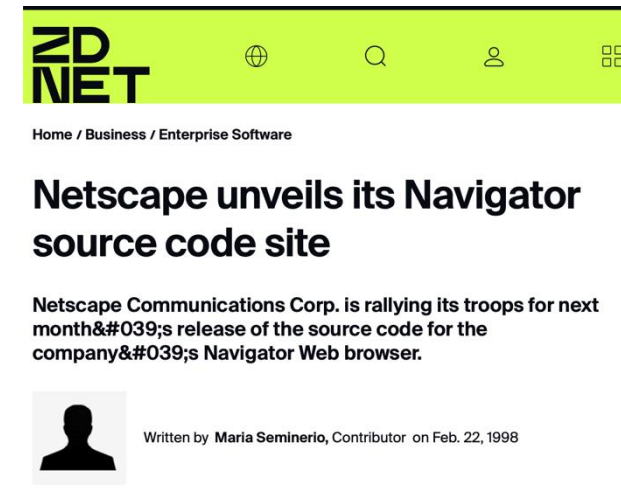 ZD
NET
Home / Business / Enterprise Software
Netscape unveils its Navigator
source code site
Netscape Communications Corp. is rallying its troops for next
month&#039;s release of the source code for the
company&#039;s Navigator Web browser.
Written by Maria Seminerio, Contributor on Feb. 22, 1998